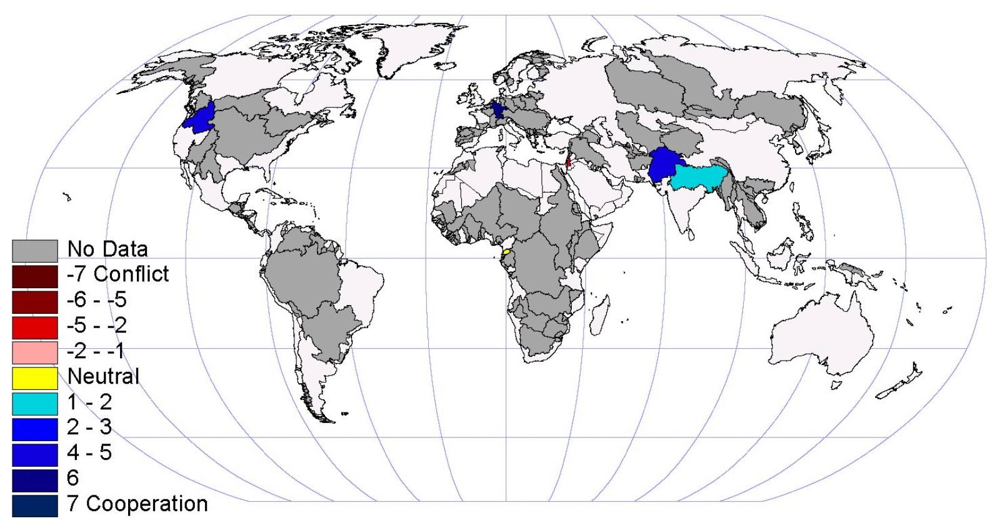 No Data
-7 Conflict
-6 - -5
-5 - -2
-2 - -1
Neutral
1 - 2
2 - 3
4 - 5
6
7 Cooperation